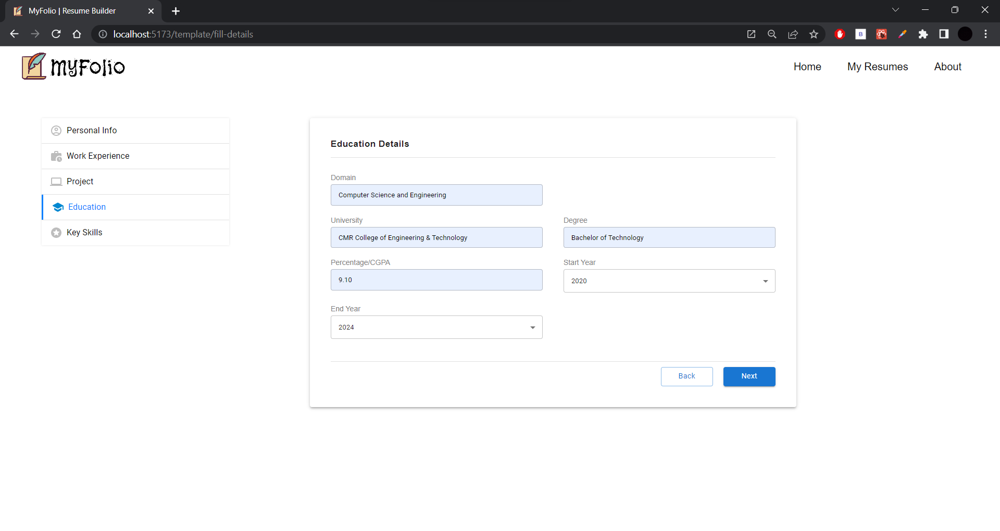 MyFolio | Resume Builder
localhost:5173/template/fill-details
B
MyFolio
Home
My Resumes
About
Personal Info
Work Experience
Project
Education
Key Skills
Education Details
Domain
Computer Science and Engineering
University
Degree
CMR College of Engineering & Technology
Bachelor of Technology
Percentage/CGPA
Start Year
9.10
2020
End Year
2024
Back
Next